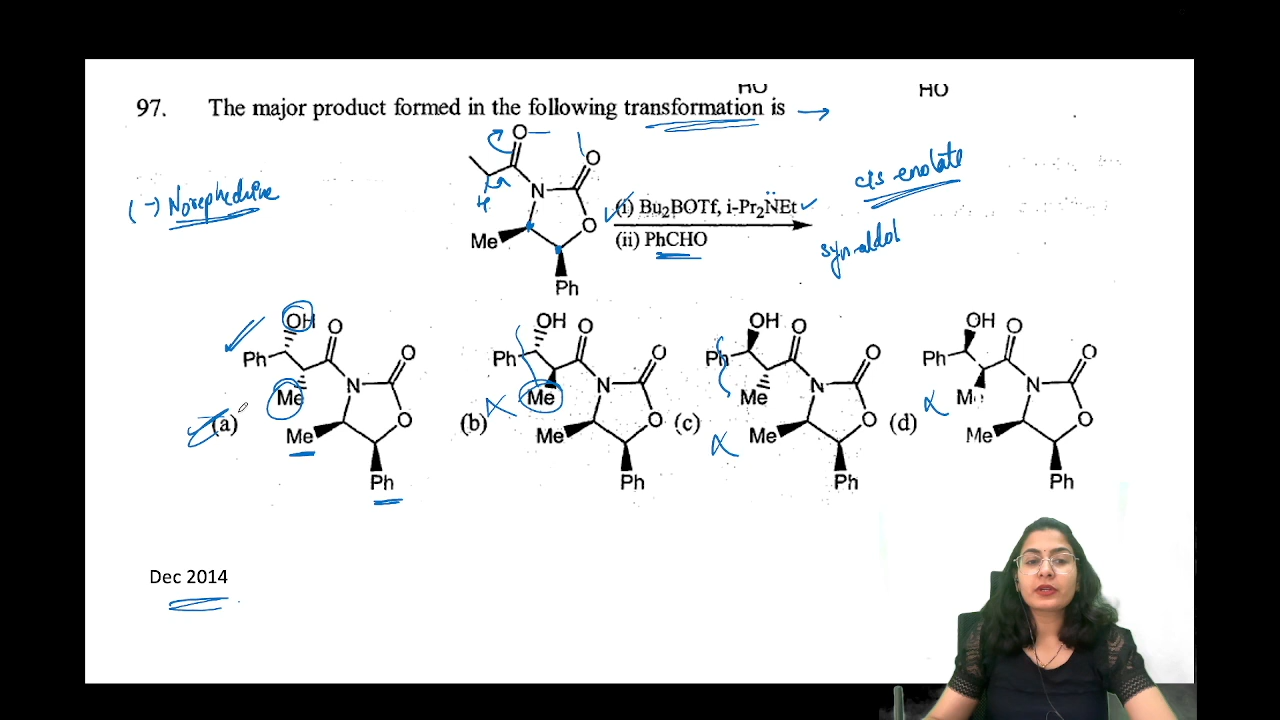 HO HO
97. The major product formed in the following transformation is
O
O
cis enolate
(-) Norephedrine
H
N
(i) Bu₂BOTf, i-Pr₂NEt
O
(ii) PhCHO
Me
syn-aldol
Ph
OH O OH O OH O OH O
Ph O Ph O Ph O Ph O
Me N Me N Me N Me N
(a) O (b) O (c) O (d) O
Me Me Me Me
Ph Ph Ph Ph
Dec 2014